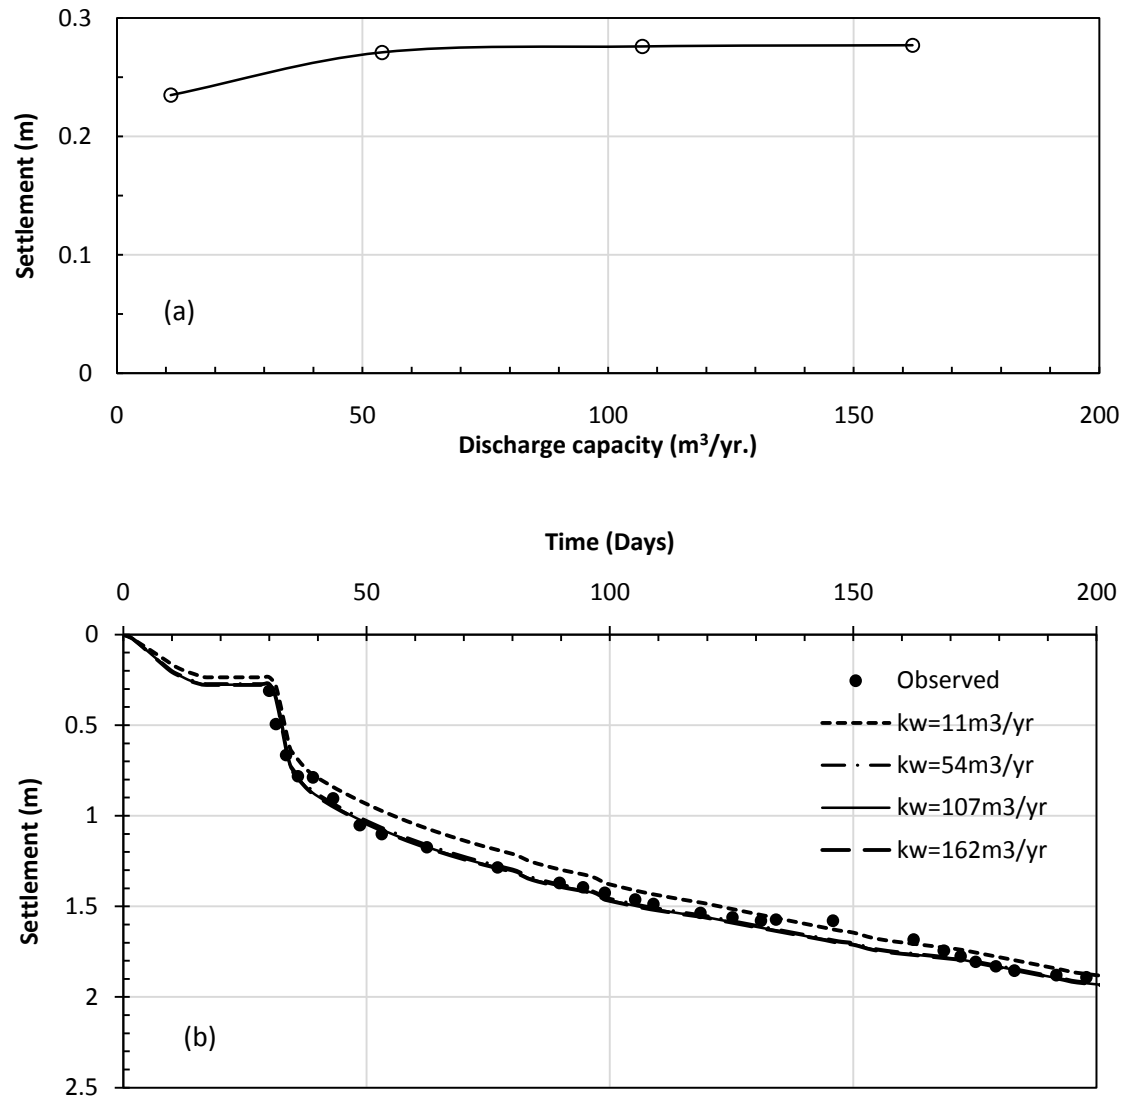 0.3
0.2
0.1
0
Settlement (m)
(a)
0 50 100 150 200
Discharge capacity (m³/yr.)
Time (Days)
0 50 100 150 200
0
0.5
1
1.5
2
2.5
Settlement (m)
Observed
kw=11m3/yr
kw=54m3/yr
kw=107m3/yr
kw=162m3/yr
(b)